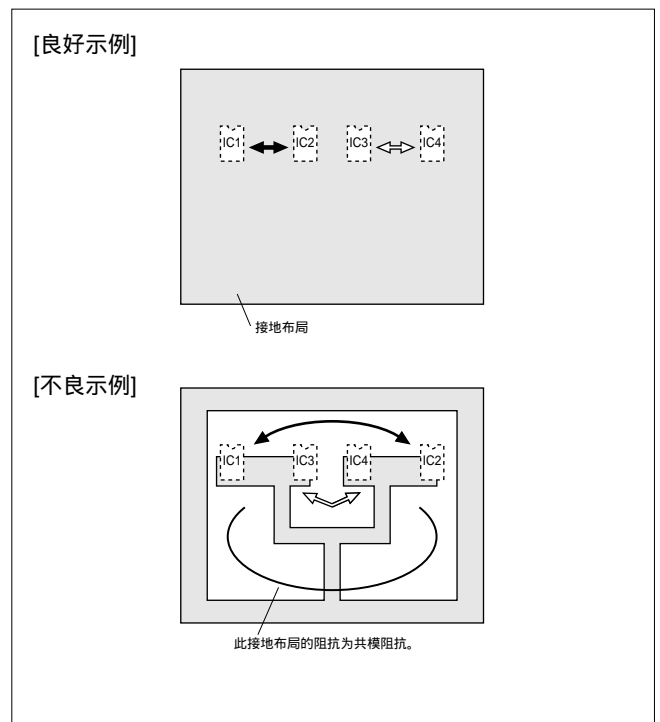 [良好示例]
IC1 IC2 IC3 IC4
接地布局
[不良示例]
IC1 IC3 IC4 IC2
此接地布局的阻抗为共模阻抗。